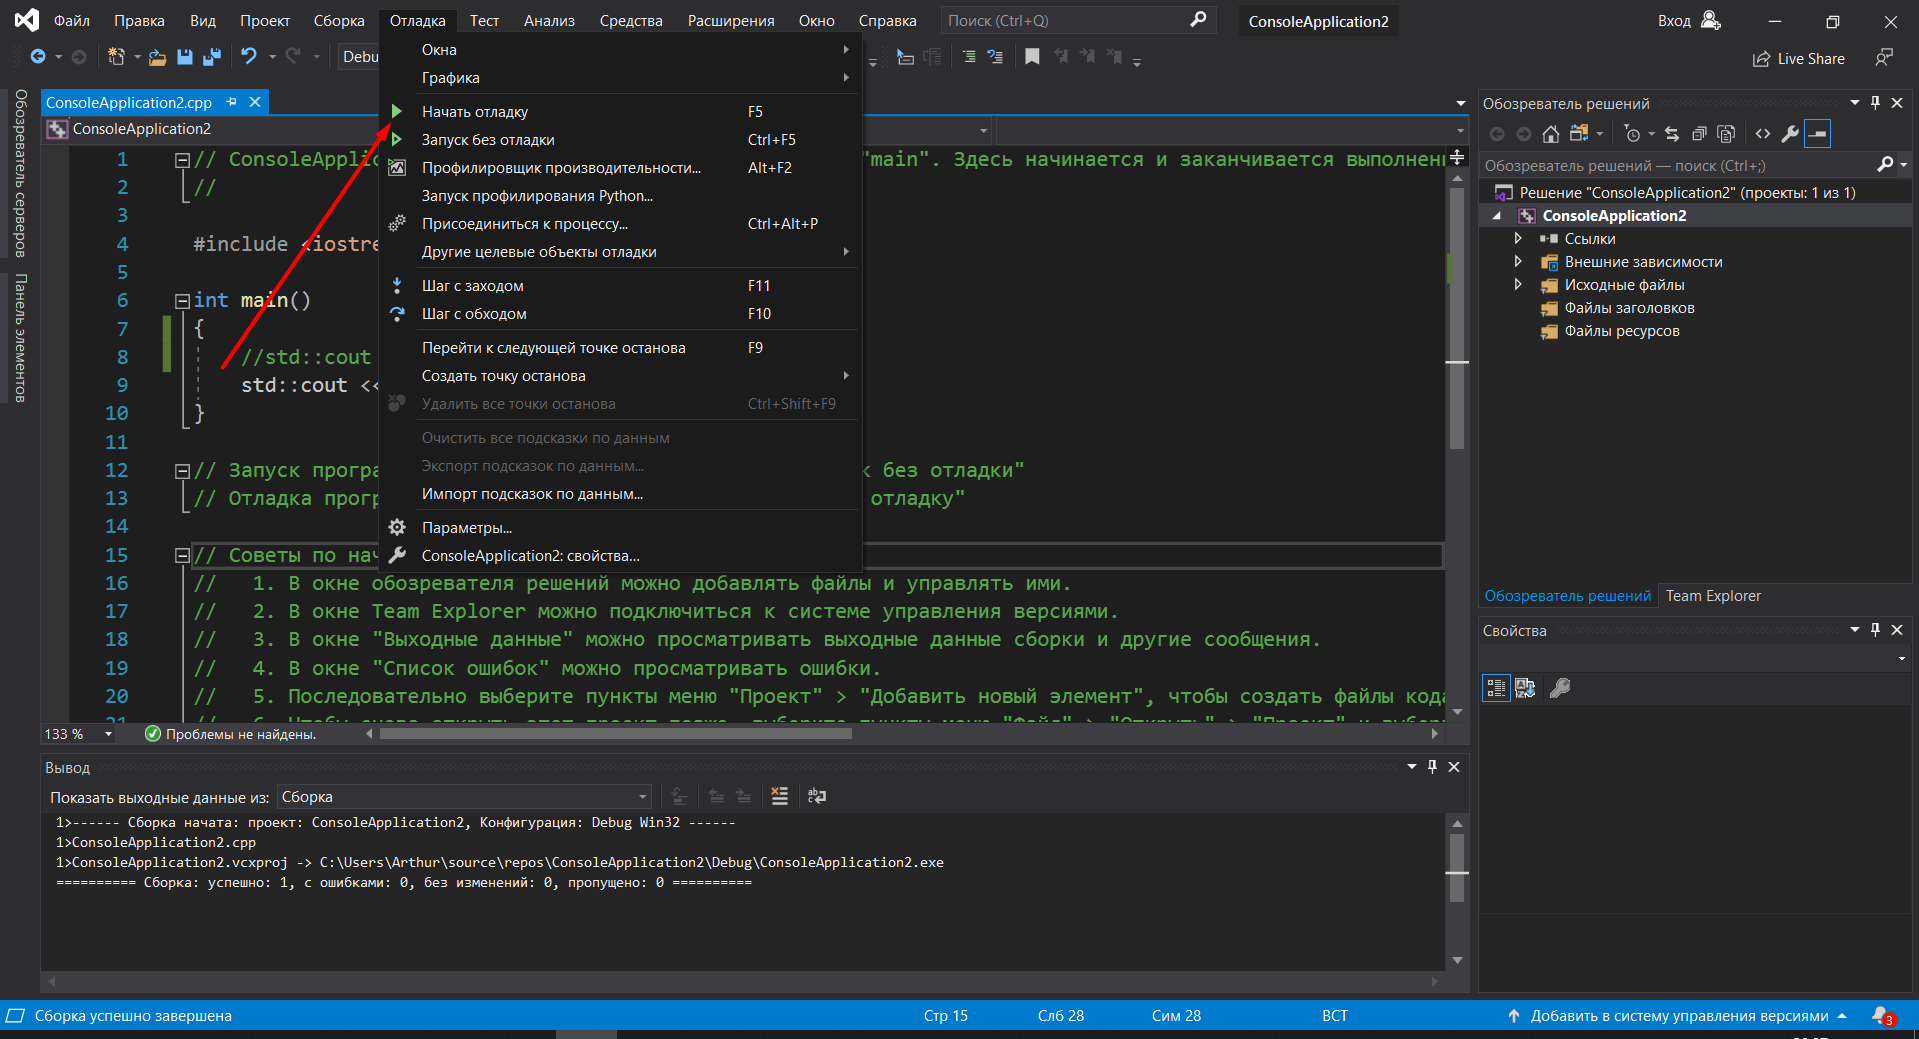 Файл Правка Вид Проект Сборка Отладка Тест Анализ Средства Расширения Окно Справка Поиск (Ctrl+Q) ConsoleApplication2 Вход
Debu Live Share
Обозреватель серверов
Панель элементов
ConsoleApplication2.cpp
ConsoleApplication2
Окна
Графика
Начать отладку F5
Запуск без отладки Ctrl+F5
Профилировщик производительности... Alt+F2
Запуск профилирования Python...
Присоединиться к процессу... Ctrl+Alt+P
Другие целевые объекты отладки
Шаг с заходом F11
Шаг с обходом F10
Перейти к следующей точке останова F9
Создать точку останова
Удалить все точки останова Ctrl+Shift+F9
Очистить все подсказки по данным
Экспорт подсказок по данным...
Импорт подсказок по данным...
Параметры...
ConsoleApplication2: свойства...
1 // ConsoleAppli "main". Здесь начинается и заканчивается выполнени
2 //
3
4 #include <iostre
5
6 int main()
7 {
8 //std::cout
9 std::cout <<
10 }
11
12 // Запуск програ к без отладки"
13 // Отладка прогр отладку"
14
15 // Советы по нач
16 // 1. В окне обозревателя решений можно добавлять файлы и управлять ими.
17 // 2. В окне Team Explorer можно подключиться к системе управления версиями.
18 // 3. В окне "Выходные данные" можно просматривать выходные данные сборки и другие сообщения.
19 // 4. В окне "Список ошибок" можно просматривать ошибки.
20 // 5. Последовательно выберите пункты меню "Проект" > "Добавить новый элемент", чтобы создать файлы кода
133 % Проблемы не найдены.
Вывод
Показать выходные данные из: Сборка
1>------ Сборка начата: проект: ConsoleApplication2, Конфигурация: Debug Win32 ------
1>ConsoleApplication2.cpp
1>ConsoleApplication2.vcxproj -> C:\Users\Arthur\source\repos\ConsoleApplication2\Debug\ConsoleApplication2.exe
========== Сборка: успешно: 1, с ошибками: 0, без изменений: 0, пропущено: 0 ==========
Обозреватель решений
Обозреватель решений — поиск (Ctrl+;)
Решение "ConsoleApplication2" (проекты: 1 из 1)
ConsoleApplication2
Ссылки
Внешние зависимости
Исходные файлы
Файлы заголовков
Файлы ресурсов
Обозреватель решений Team Explorer
Свойства
Сборка успешно завершена Стр 15 Слб 28 Сим 28 ВСТ Добавить в систему управления версиями 3